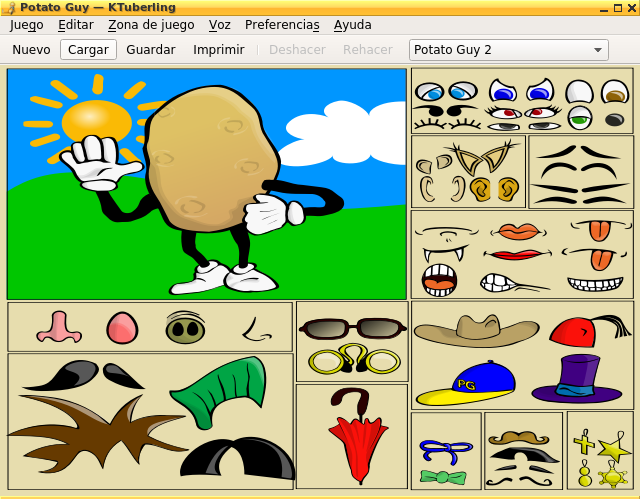 Potato Guy — KTuberling
Juego Editar Zona de juego Voz Preferencias Ayuda
Nuevo Cargar Guardar Imprimir Deshacer Rehacer Potato Guy 2
PG